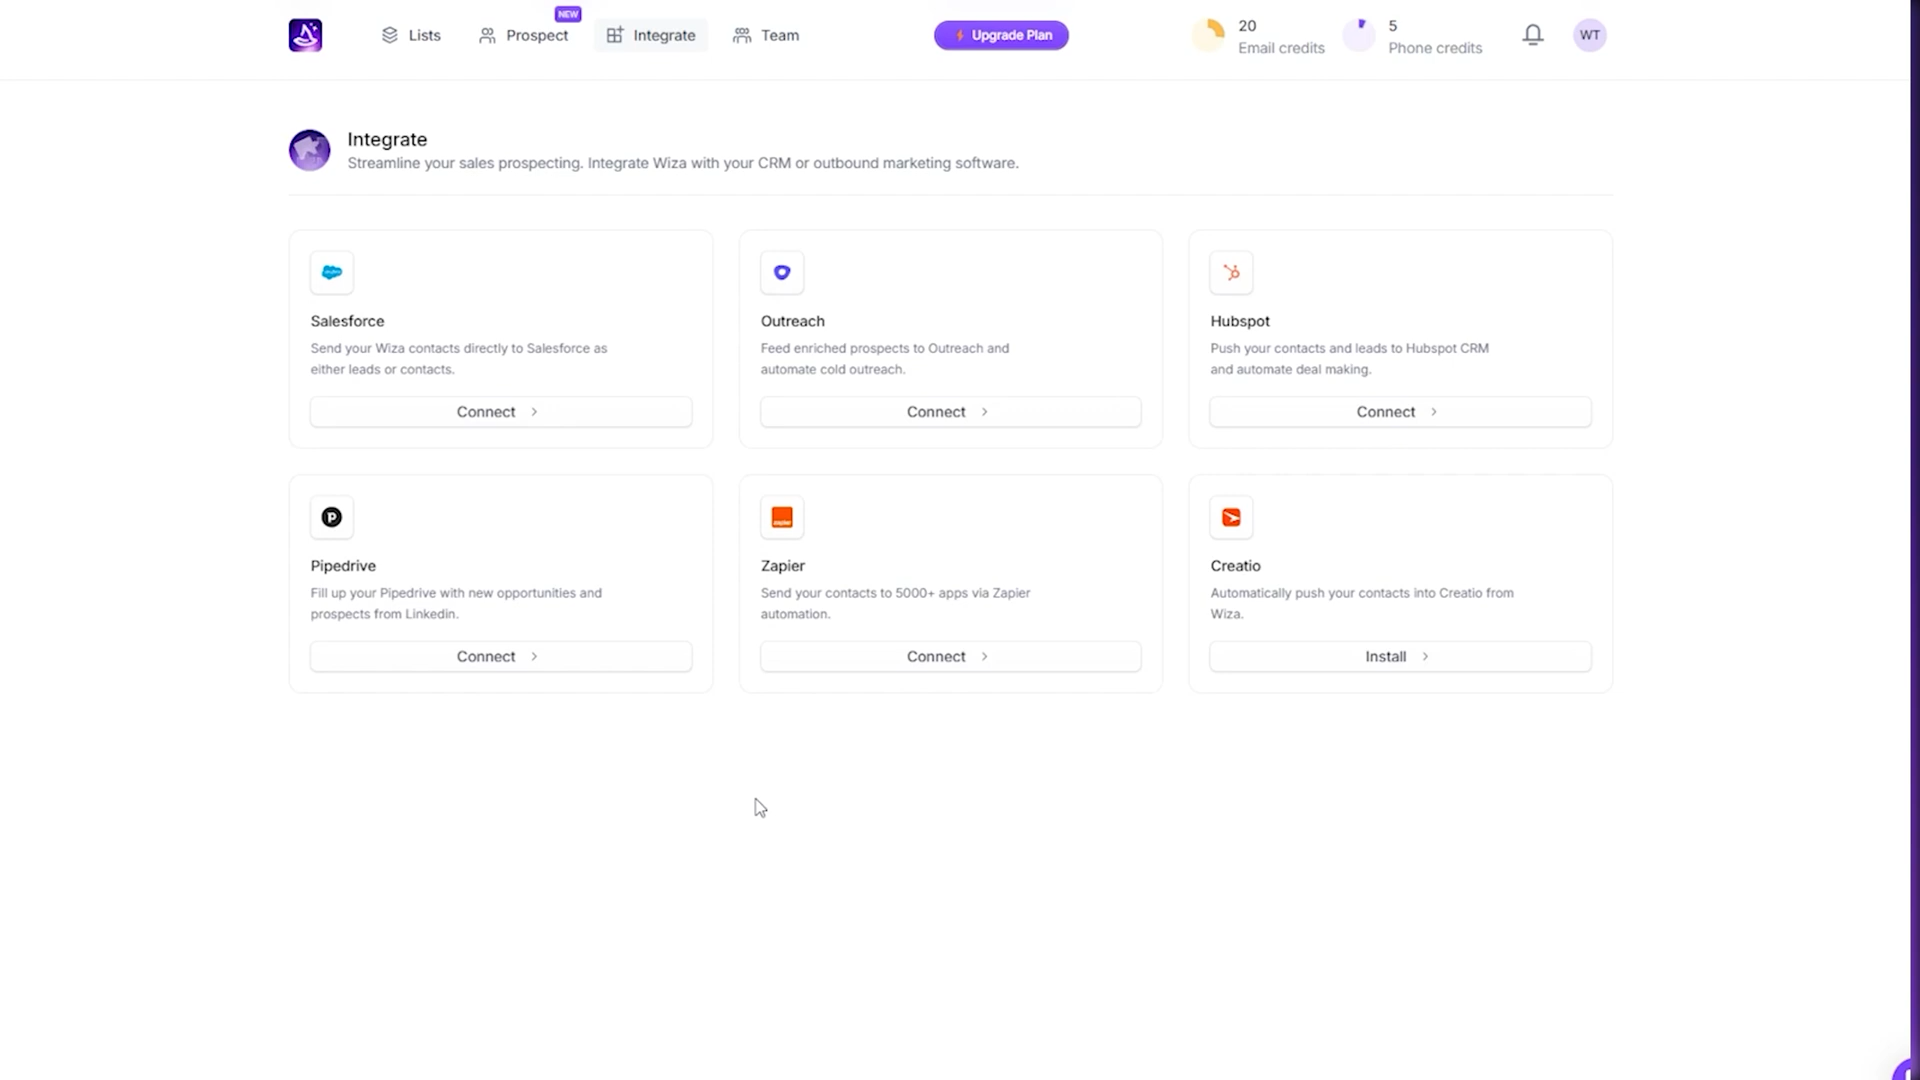 NEW
Lists
Prospect
Integrate
Team
Upgrade Plan
20
Email credits
5
Phone credits
WT
Integrate
Streamline your sales prospecting. Integrate Wiza with your CRM or outbound marketing software.
Salesforce
Send your Wiza contacts directly to Salesforce as
either leads or contacts.
Connect
Outreach
Feed enriched prospects to Outreach and
automate cold outreach.
Connect
Hubspot
Push your contacts and leads to Hubspot CRM
and automate deal making.
Connect
Pipedrive
Fill up your Pipedrive with new opportunities and
prospects from Linkedin.
Connect
zapier
Zapier
Send your contacts to 5000+ apps via Zapier
automation.
Connect
Creatio
Automatically push your contacts into Creatio from
Wiza.
Install